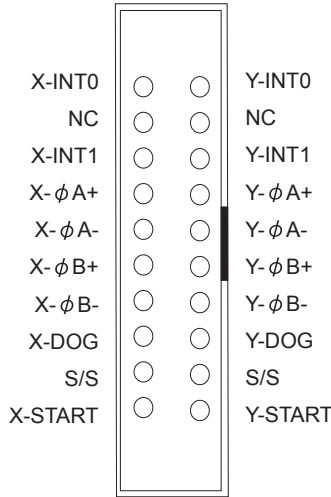 X-INT0 Y-INT0
NC NC
X-INT1 Y-INT1
X-ϕA+ Y-ϕA+
X-ϕA- Y-ϕA-
X-ϕB+ Y-ϕB+
X-ϕB- Y-ϕB-
X-DOG Y-DOG
S/S S/S
X-START Y-START